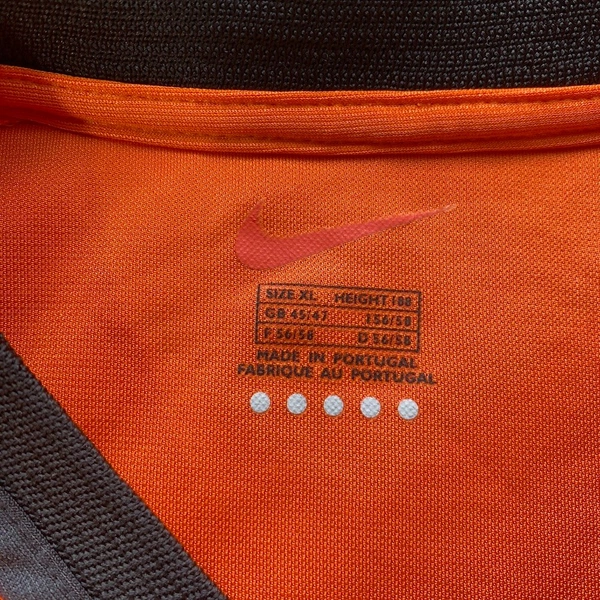 SIZE XL HEIGHT 188
GB 45/47 I 56/58
F 56/58 D 56/58
MADE IN PORTUGAL
FABRIQUE AU PORTUGAL